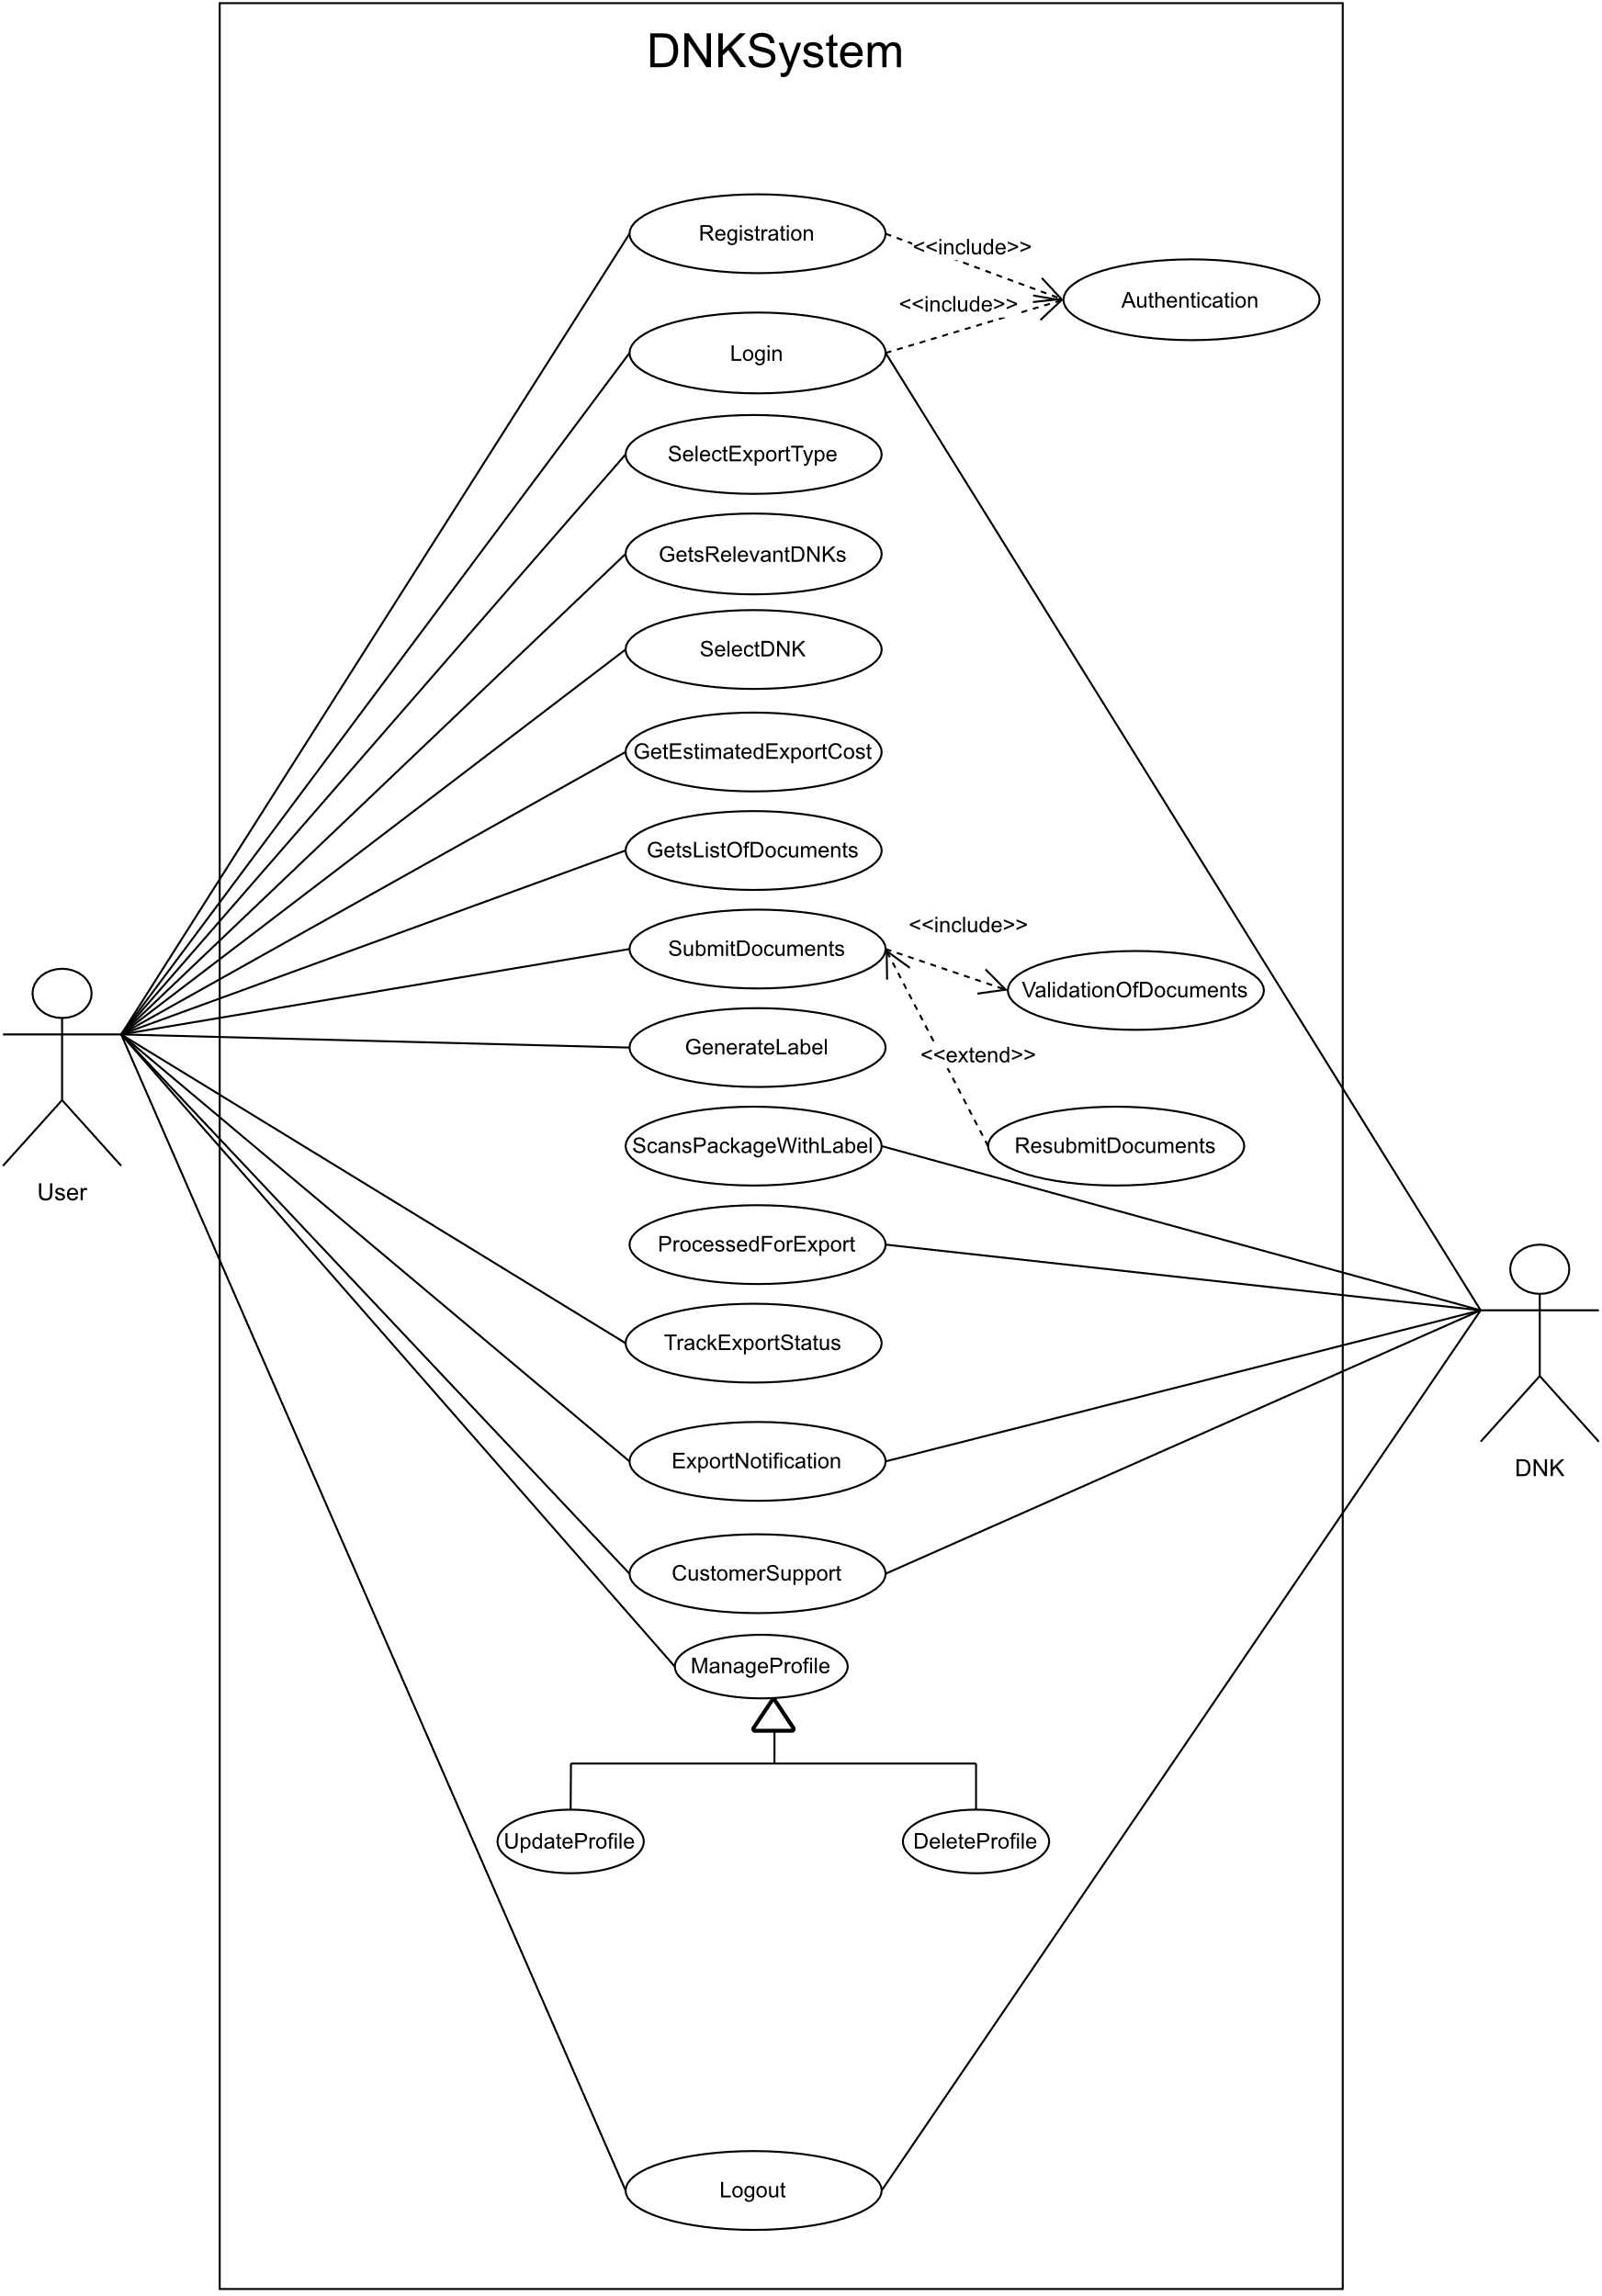 DNKSystem
Registration
<<include>>
Authentication
<<include>>
Login
SelectExportType
GetsRelevantDNKs
SelectDNK
GetEstimatedExportCost
GetsListOfDocuments
<<include>>
SubmitDocuments
ValidationOfDocuments
GenerateLabel
<<extend>>
ScansPackageWithLabel
ResubmitDocuments
User
ProcessedForExport
TrackExportStatus
ExportNotification
DNK
CustomerSupport
ManageProfile
UpdateProfile
DeleteProfile
Logout